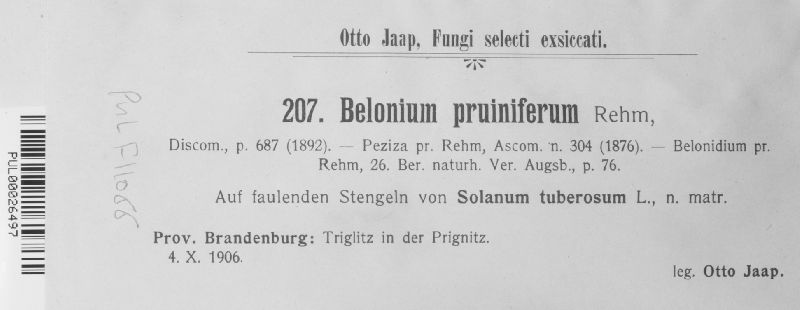 Otto Jaap, Fungi selecti exsiccati.
207. Belonium pruiniferum Rehm,
Discom., p. 687 (1892). — Peziza pr. Rehm, Ascom. n. 304 (1876). — Belonidium pr.
Rehm, 26. Ber. naturh. Ver. Augsb., p. 76.
Auf faulenden Stengeln von Solanum tuberosum L., n. matr.
Prov. Brandenburg: Triglitz in der Prignitz.
4. X. 1906.
leg. Otto Jaap.
PUL00026497
PUL F11066